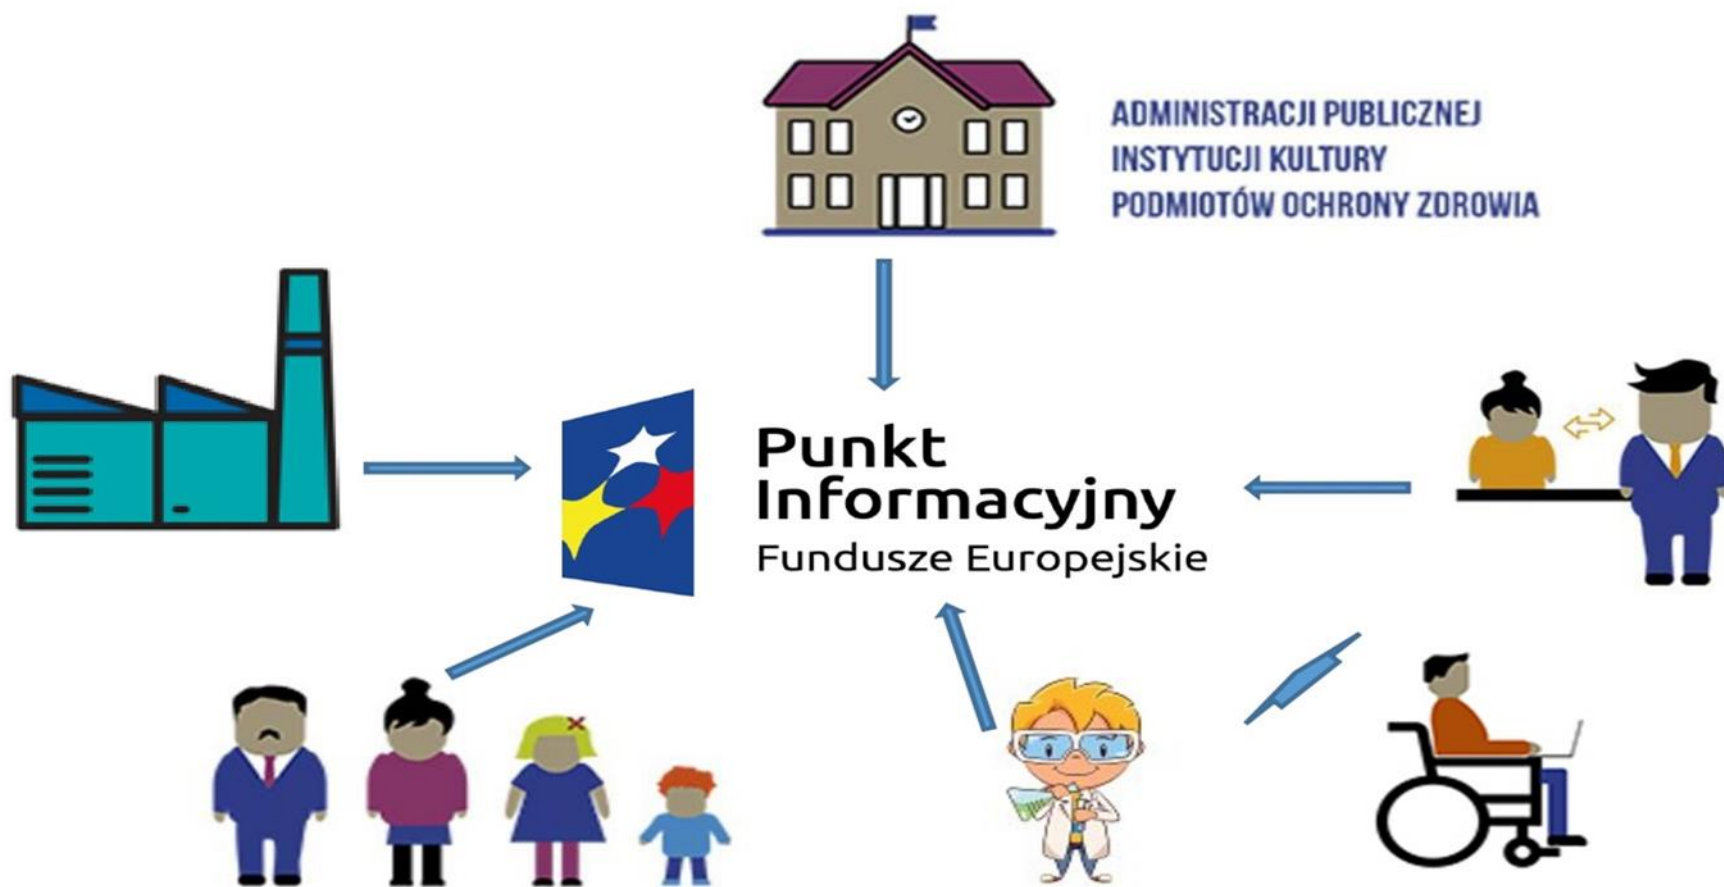 ADMINISTRACJI PUBLICZNEJ
INSTYTUCJI KULTURY
PODMIOTÓW OCHRONY ZDROWIA
Punkt
Informacyjny
Fundusze Europejskie